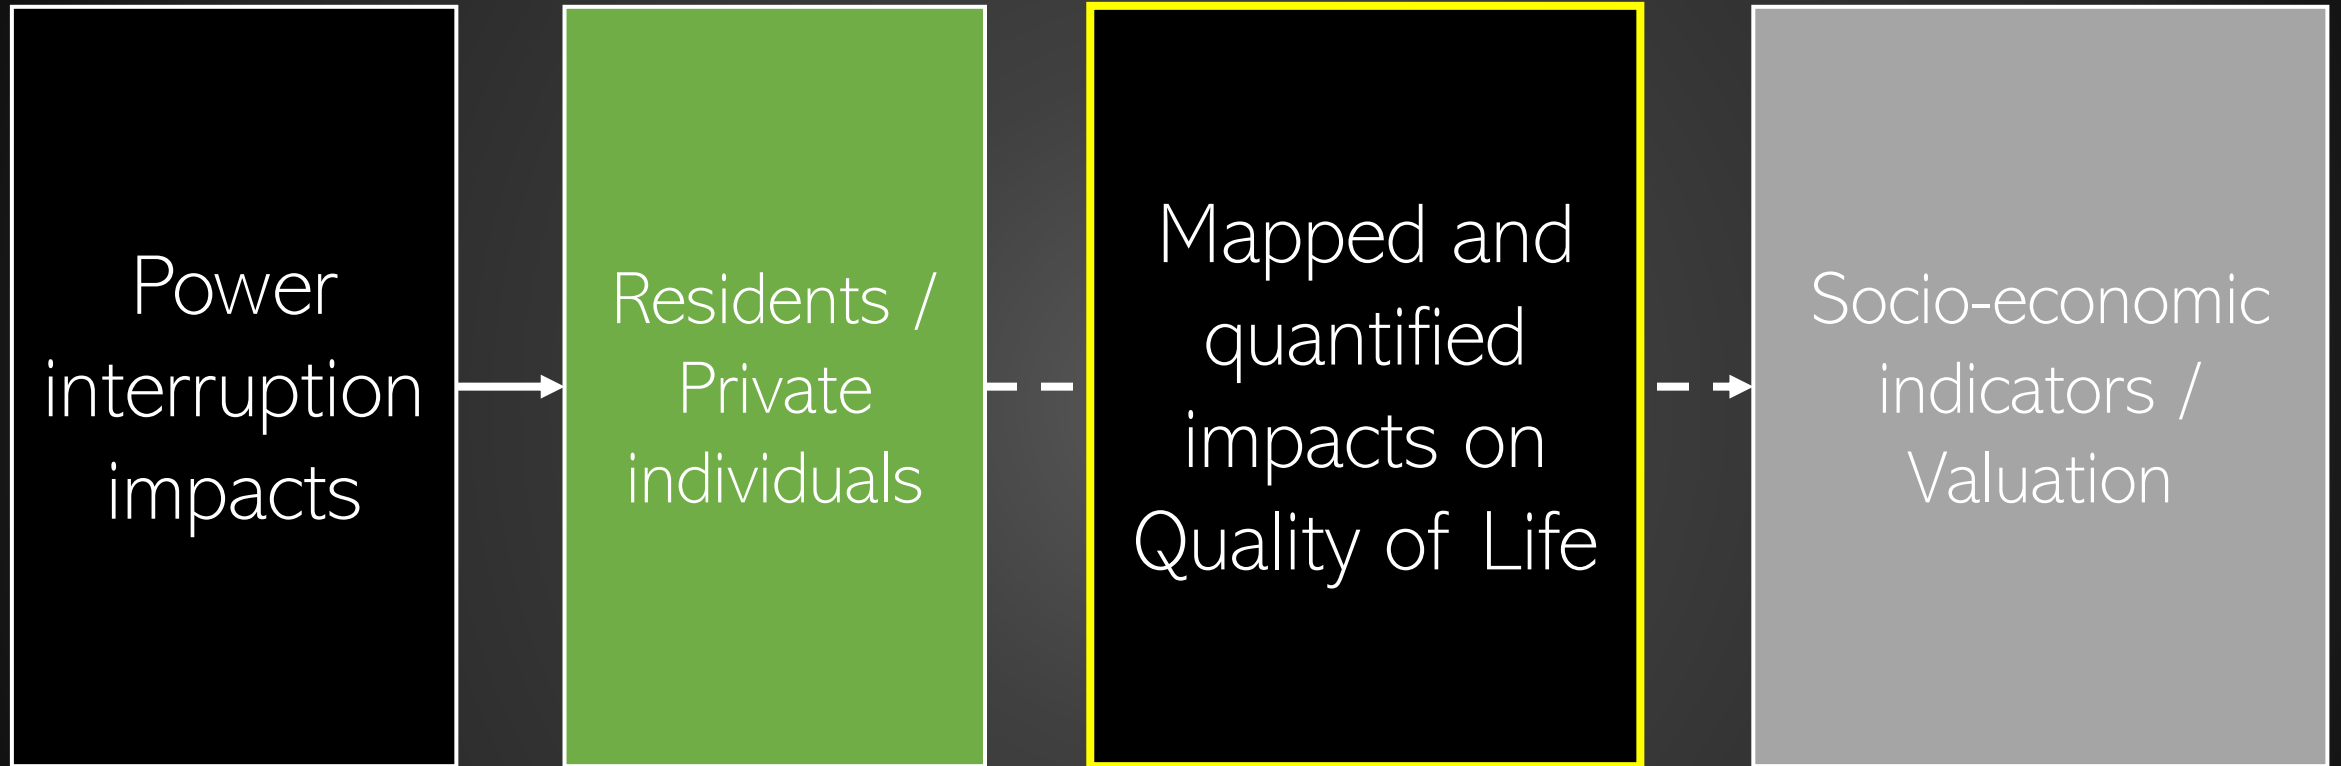 Power
interruption
impacts
Residents /
Private
individuals
Mapped and
quantified
impacts on
Quality of Life
Socio-economic
indicators /
Valuation